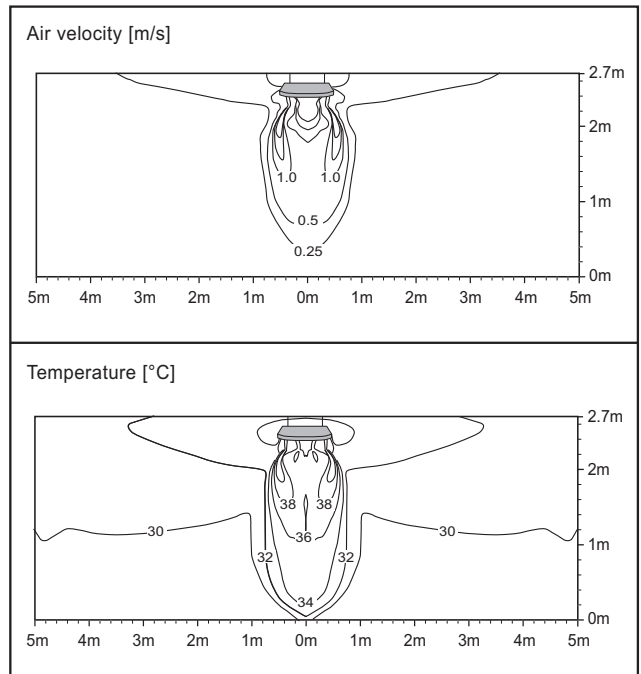 Air velocity [m/s]
2.7m
2m
1.0 1.0
1m
0.5
0.25
0m
5m 4m 3m 2m 1m 0m 1m 2m 3m 4m 5m
Temperature [°C]
2.7m
2m
38 38
30 36 30
1m
32 32
34
0m
5m 4m 3m 2m 1m 0m 1m 2m 3m 4m 5m